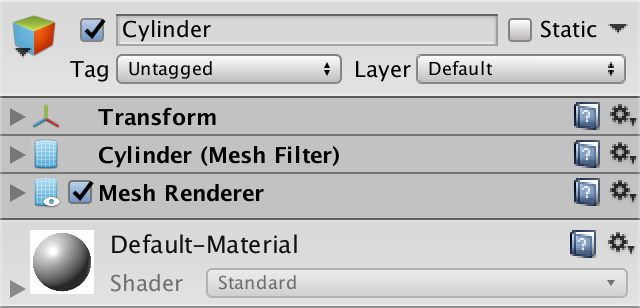 Cylinder Static
Tag Untagged Layer Default
Transform
Cylinder (Mesh Filter)
Mesh Renderer
Default-Material
Shader Standard